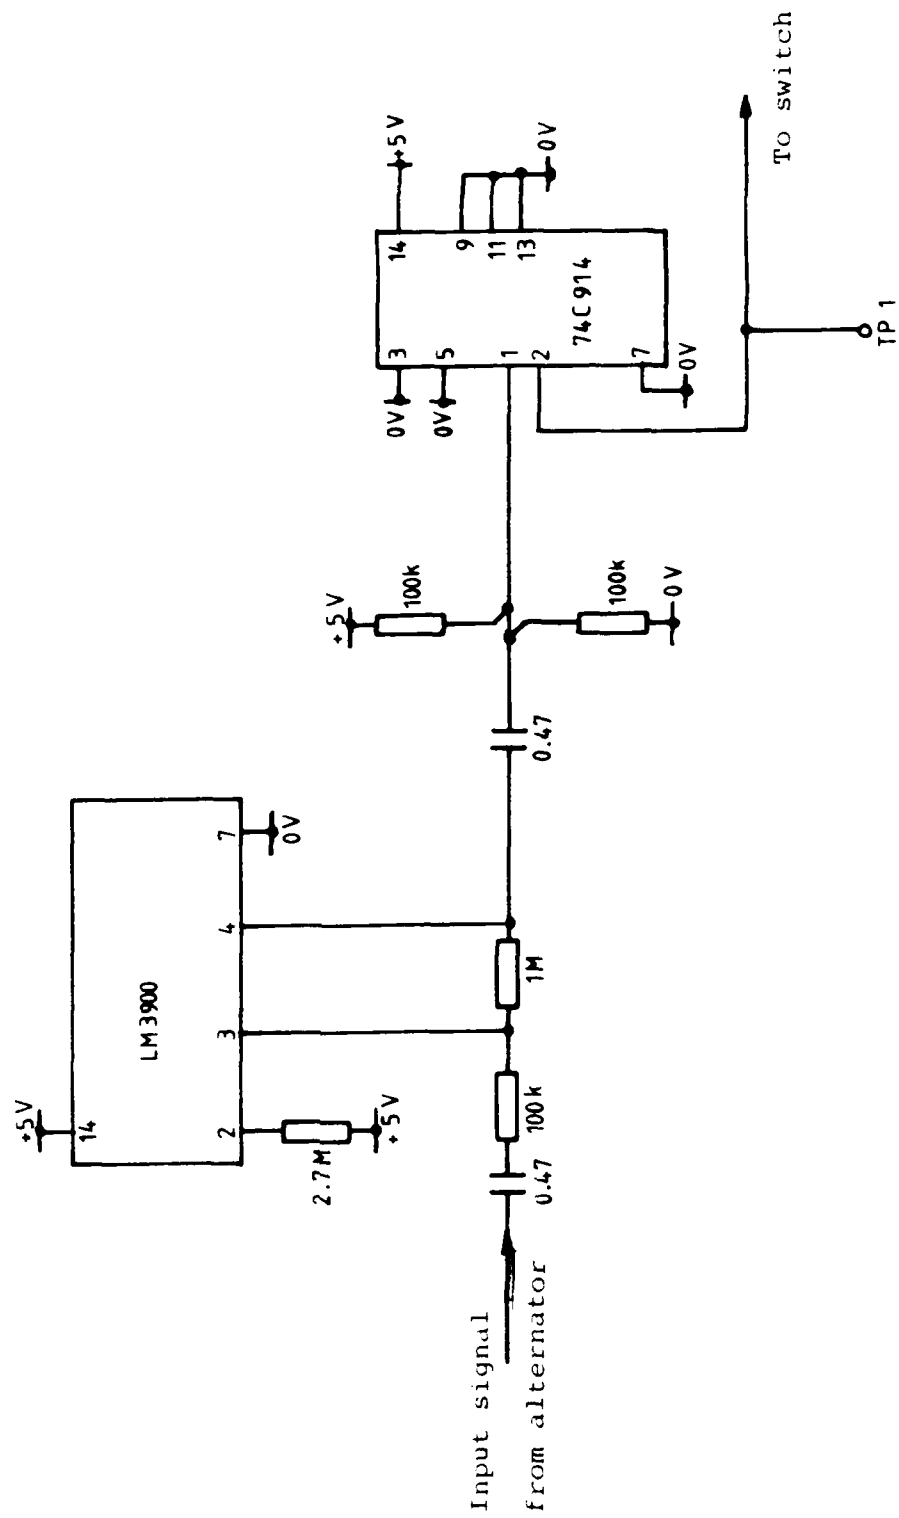 +5V
14
LM3900
2
3
4
7
2.7M
+5V
0V
Input signal
from alternator
0.47
100k
1M
0.47
+5V
100k
100k
0V
0V
3
0V
5
1
2
7
0V
74C914
14
+5V
9
11
13
0V
To switch
TP1